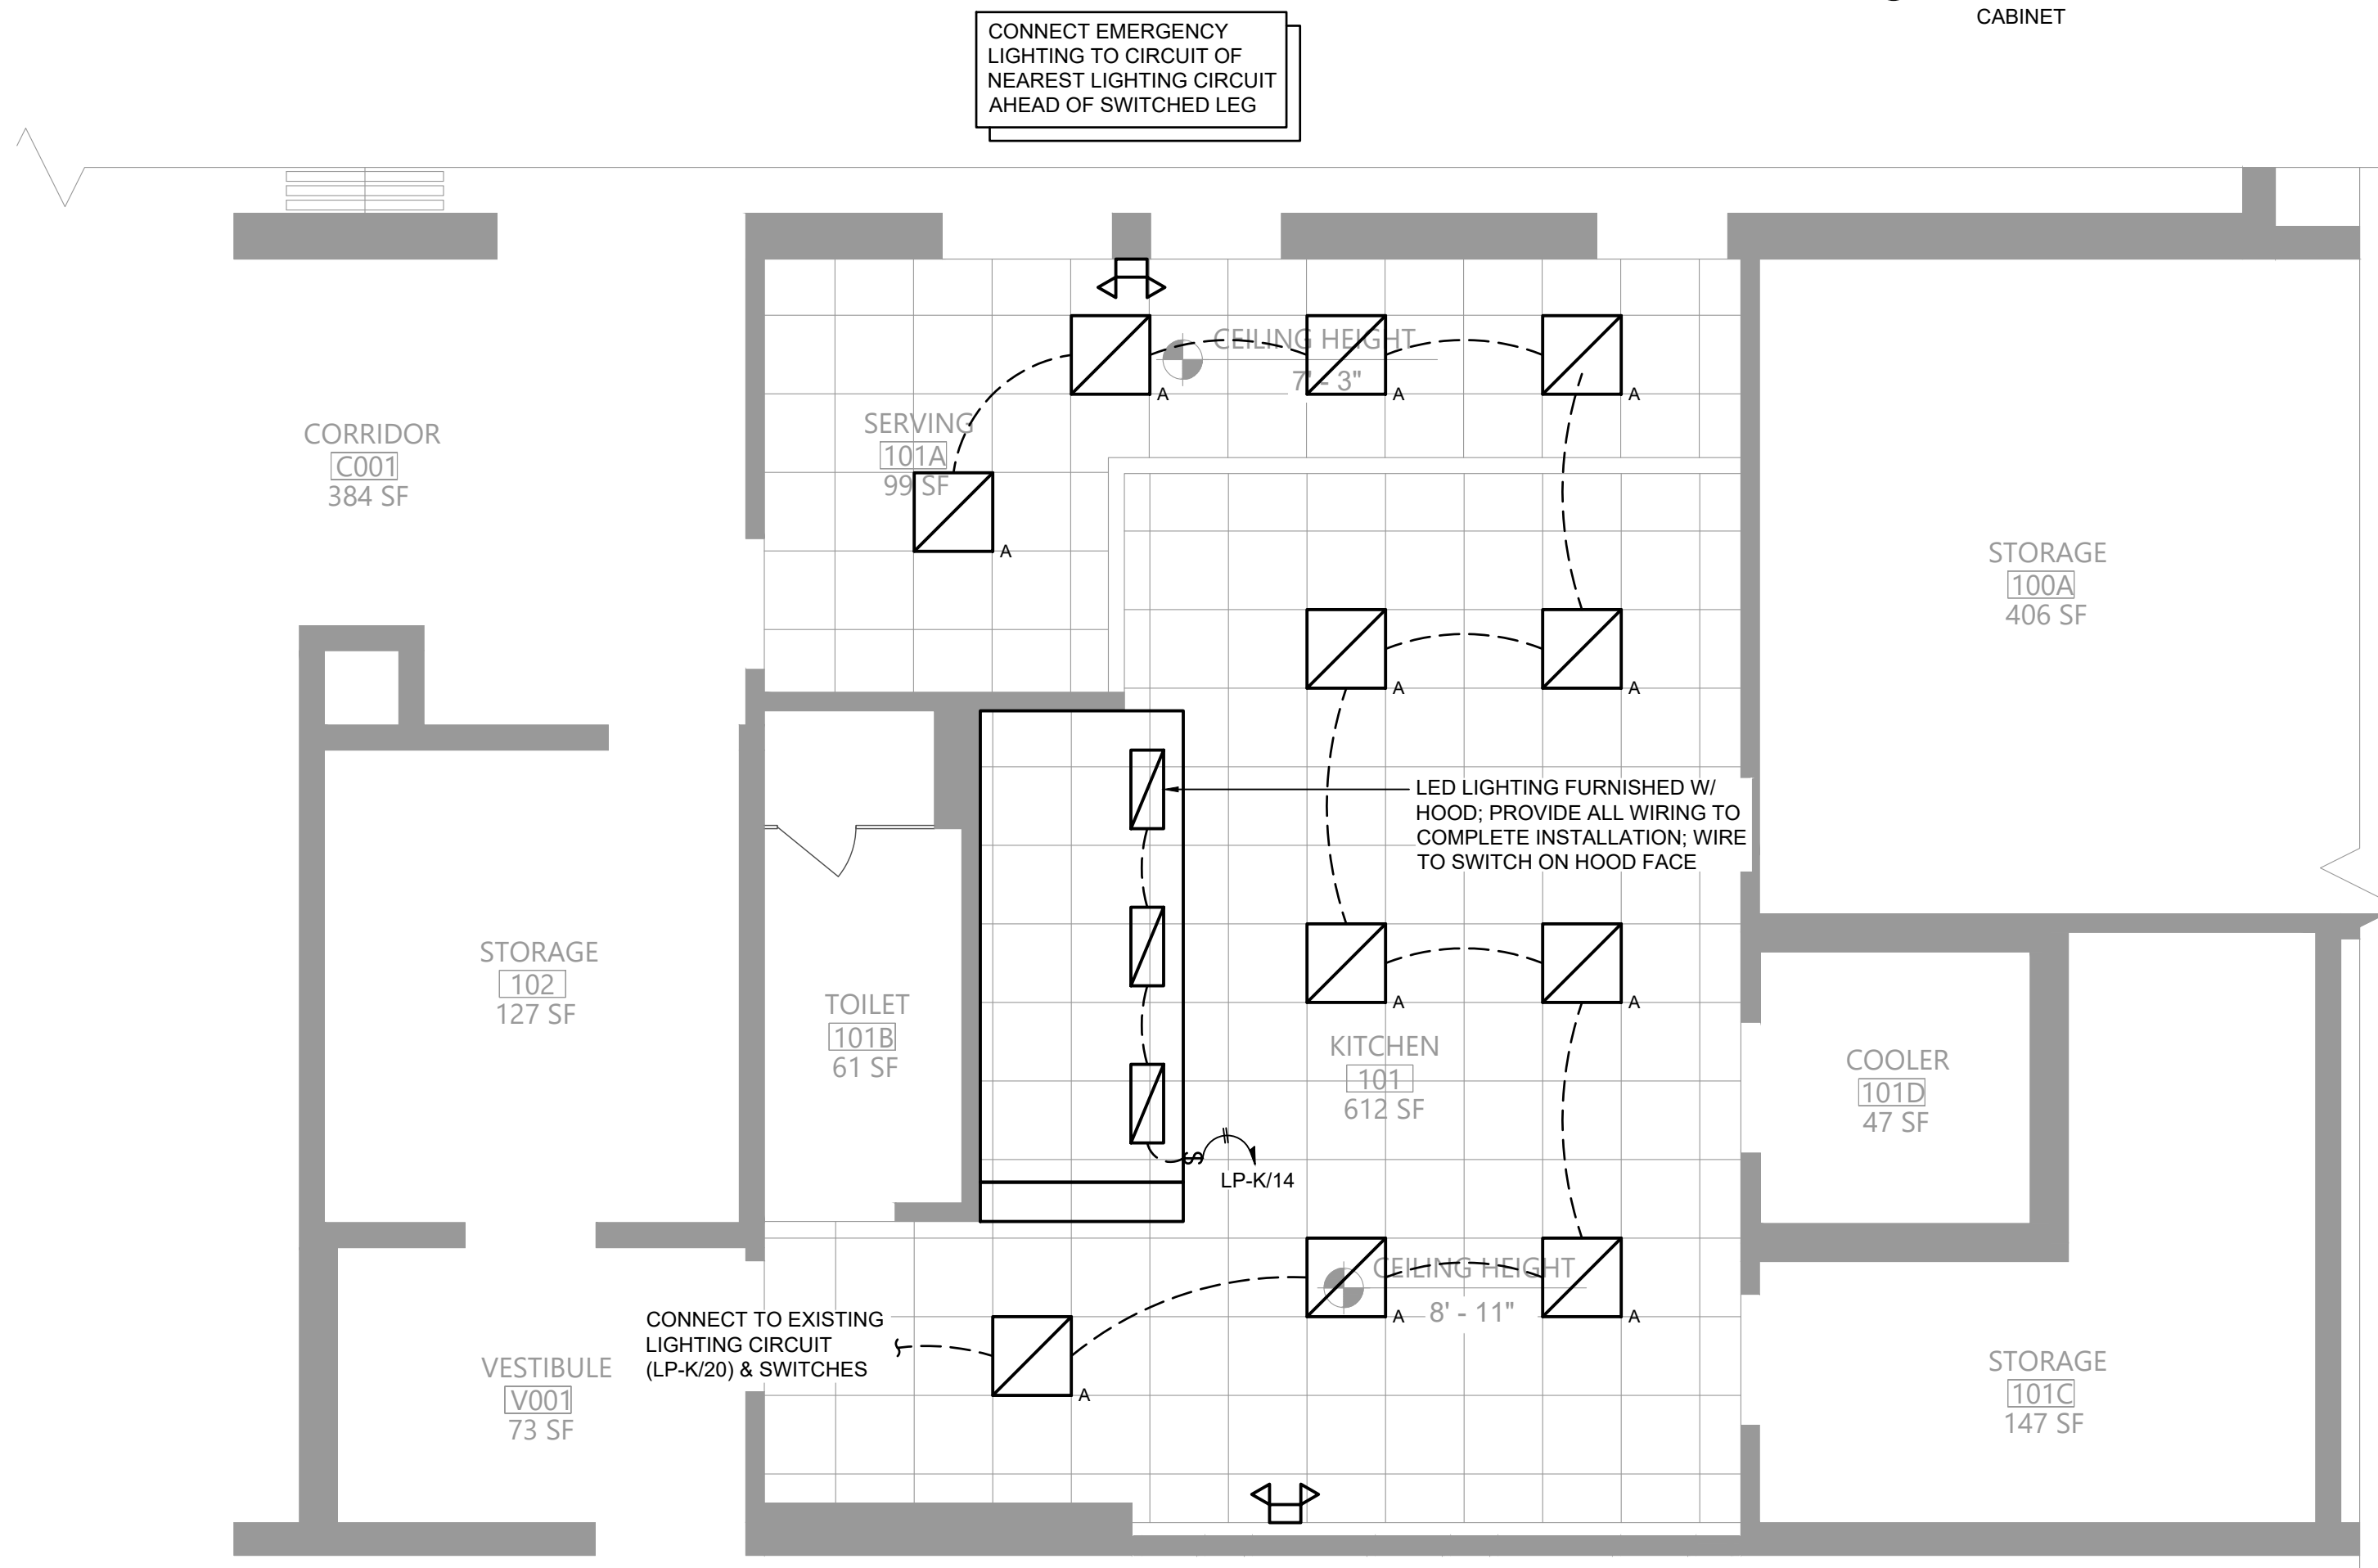 CABINET
CONNECT EMERGENCY
LIGHTING TO CIRCUIT OF
NEAREST LIGHTING CIRCUIT
AHEAD OF SWITCHED LEG
CEILING HEIGHT
7' - 3"
A
A
A
SERVING
101A
99 SF
A
CORRIDOR
C001
384 SF
STORAGE
100A
406 SF
A
A
LED LIGHTING FURNISHED W/
HOOD; PROVIDE ALL WIRING TO
COMPLETE INSTALLATION; WIRE
TO SWITCH ON HOOD FACE
STORAGE
102
127 SF
TOILET
101B
61 SF
A
A
KITCHEN
101
612 SF
COOLER
101D
47 SF
$
LP-K/14
CEILING HEIGHT
8' - 11"
A
A
CONNECT TO EXISTING
LIGHTING CIRCUIT
(LP-K/20) & SWITCHES
A
VESTIBULE
V001
73 SF
STORAGE
101C
147 SF